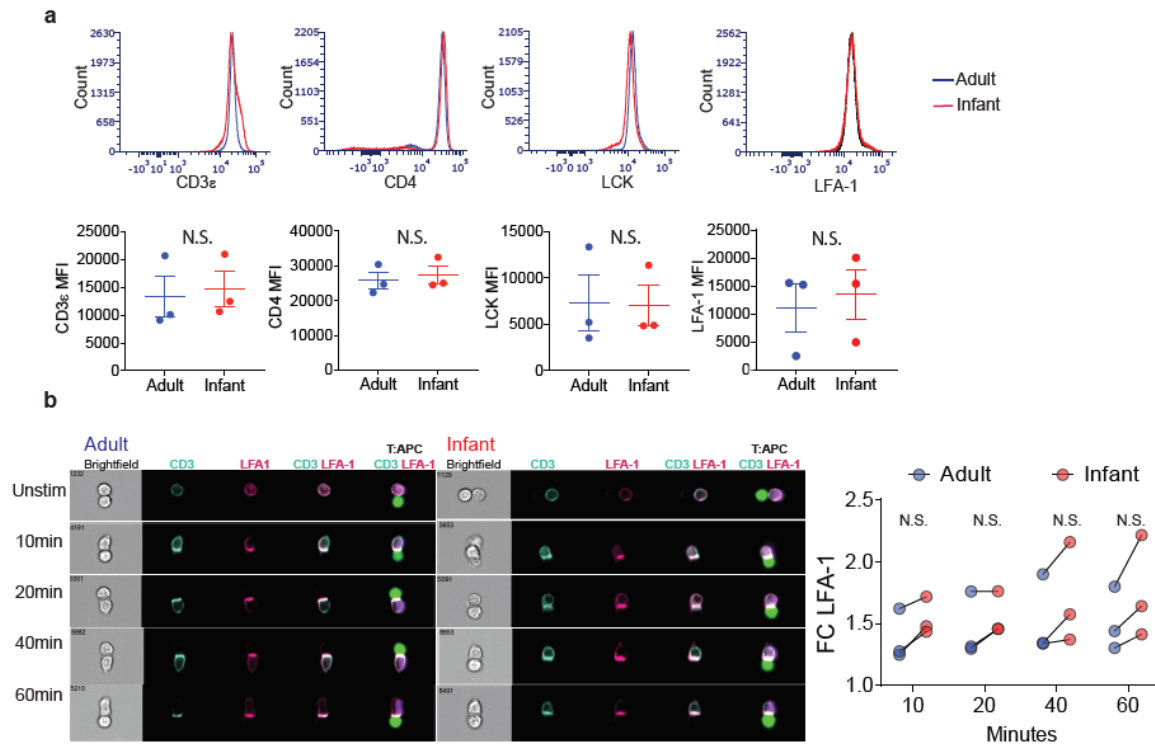 a
2630
1973
1315
658
0
Count
-10³ 10³ 10⁴ 10⁵
CD3ε
2205
1654
1103
551
0
Count
-10³ 10³ 10⁴ 10⁵
CD4
2105
1579
1053
526
0
Count
-10³ 10³ 10⁴ 10⁵
LCK
2562
1922
1281
641
0
Count
-10³ 10³ 10⁴ 10⁵
LFA-1
Adult
Infant
N.S.
25000
20000
15000
10000
5000
0
CD3ε MFI
Adult Infant
N.S.
40000
30000
20000
10000
0
CD4 MFI
Adult Infant
N.S.
15000
10000
5000
0
LCK MFI
Adult Infant
N.S.
25000
20000
15000
10000
5000
0
LFA-1 MFI
Adult Infant
b
Adult
T:APC
Brightfield CD3 LFA1 CD3 LFA-1 CD3 LFA-1
Infant
T:APC
Brightfield CD3 LFA-1 CD3 LFA-1 CD3 LFA-1
Unstim
10min
20min
40min
60min
Adult Infant
2.5
2.0
1.5
1.0
FC LFA-1
N.S. N.S. N.S. N.S.
10 20 40 60
Minutes